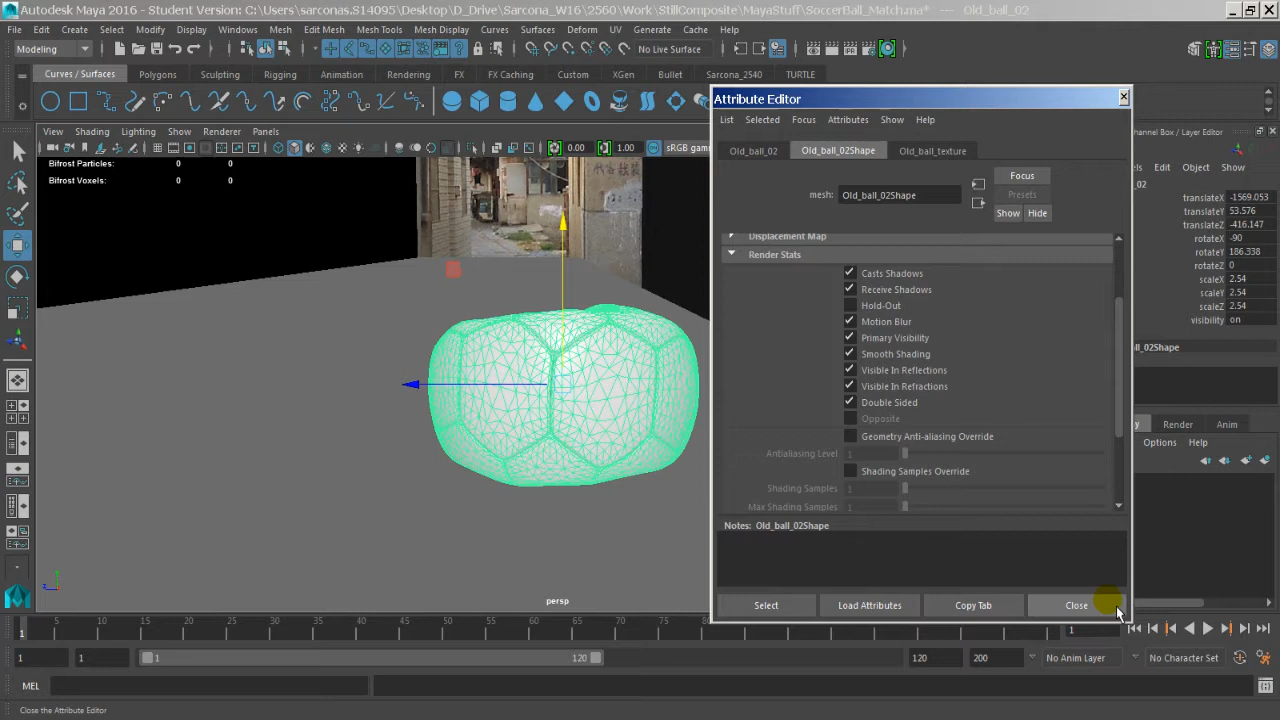 Autodesk Maya 2016 - Student Version: C:\Users\sarconas.S14095\Desktop\D_Drive\Sarcona_W16\2560\Work\StillComposite\MayaStuff\SoccerBall_Match.ma* --- Old_ball_02
File Edit Create Select Modify Display Windows Mesh Edit Mesh Mesh Tools Mesh Display Curves Surfaces Deform UV Generate Cache Help
Modeling No Live Surface
Curves / Surfaces Polygons Sculpting Rigging Animation Rendering FX FX Caching Custom XGen Bullet Sarcona_2540 TURTLE
Attribute Editor
List Selected Focus Attributes Show Help
View Shading Lighting Show Renderer Panels
Channel Box / Layer Editor
0.00 1.00 sRGB gamm
Old_ball_02 Old_ball_02Shape Old_ball_texture
Bifrost Particles: 0 0
Bifrost Voxels: 0 0
Edit Object Show
mesh: Old_ball_02Shape
Focus
Presets
Show Hide
_02
translateX -1569.053
translateY 53.576
translateZ -416.147
rotateX -90
rotateY 186.338
rotateZ 0
scaleX 2.54
scaleY 2.54
scaleZ 2.54
visibility on
_02Shape
Displacement Map
Render Stats
Casts Shadows
Receive Shadows
Hold-Out
Motion Blur
Primary Visibility
Smooth Shading
Visible In Reflections
Visible In Refractions
Double Sided
Opposite
Geometry Anti-aliasing Override
Antialiasing Level 1
Shading Samples Override
Shading Samples 1
Max Shading Samples 1
y Render Anim
Options Help
Notes: Old_ball_02Shape
Select Load Attributes Copy Tab Close
persp
5 10 15 20 25 30 35 40 45 50 55 60 65 70 75 80
1 1
1 1 1 120 120 200 No Anim Layer No Character Set
MEL
Close the Attribute Editor